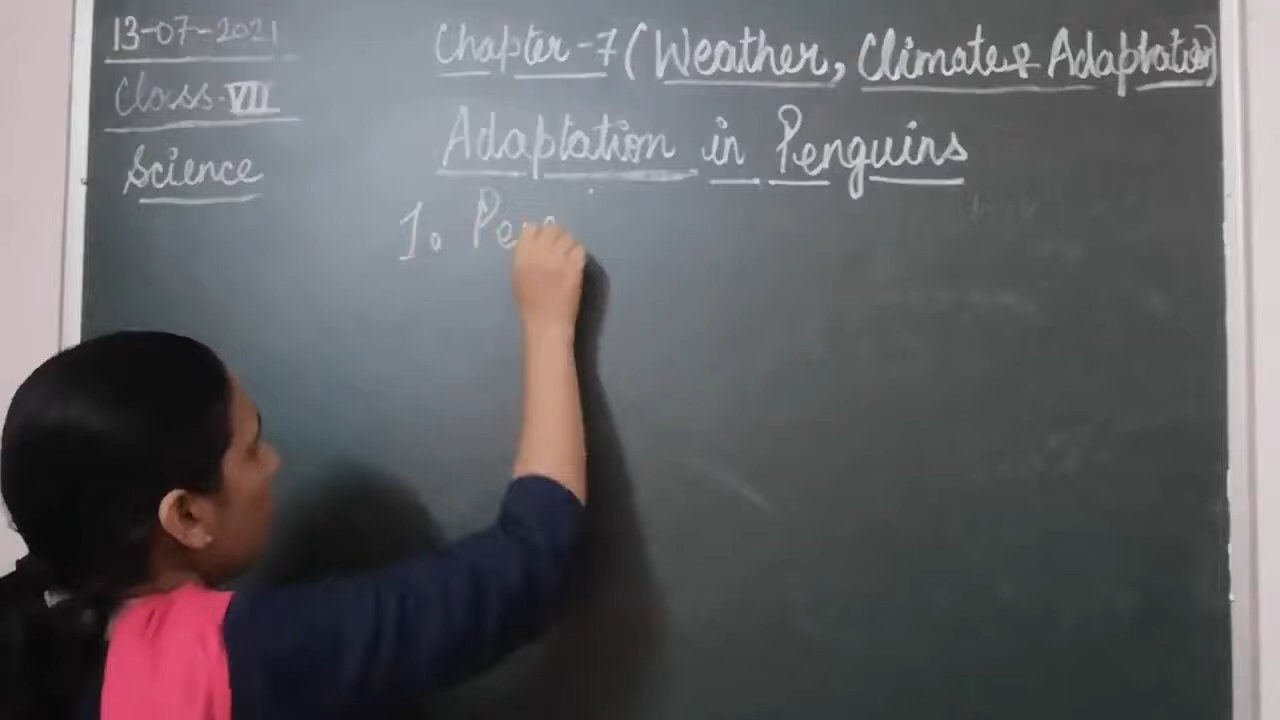 13-07-2021
Class-VII
Science
Chapter-7 (Weather, Climate & Adaptation)
Adaptation in Penguins
1. Pen